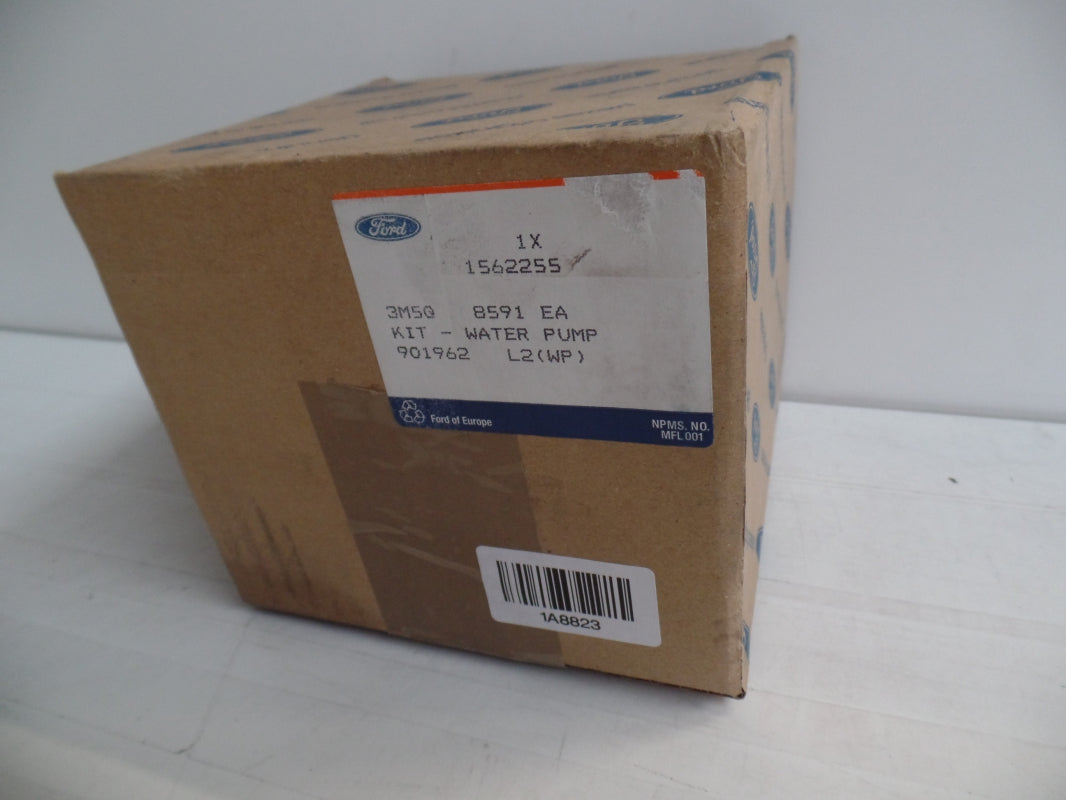 Ford
1X
1562255
3M5Q 8591 EA
KIT - WATER PUMP
901962 L2(WP)
Ford of Europe
NPMS. NO.
MFL 001
1A8823